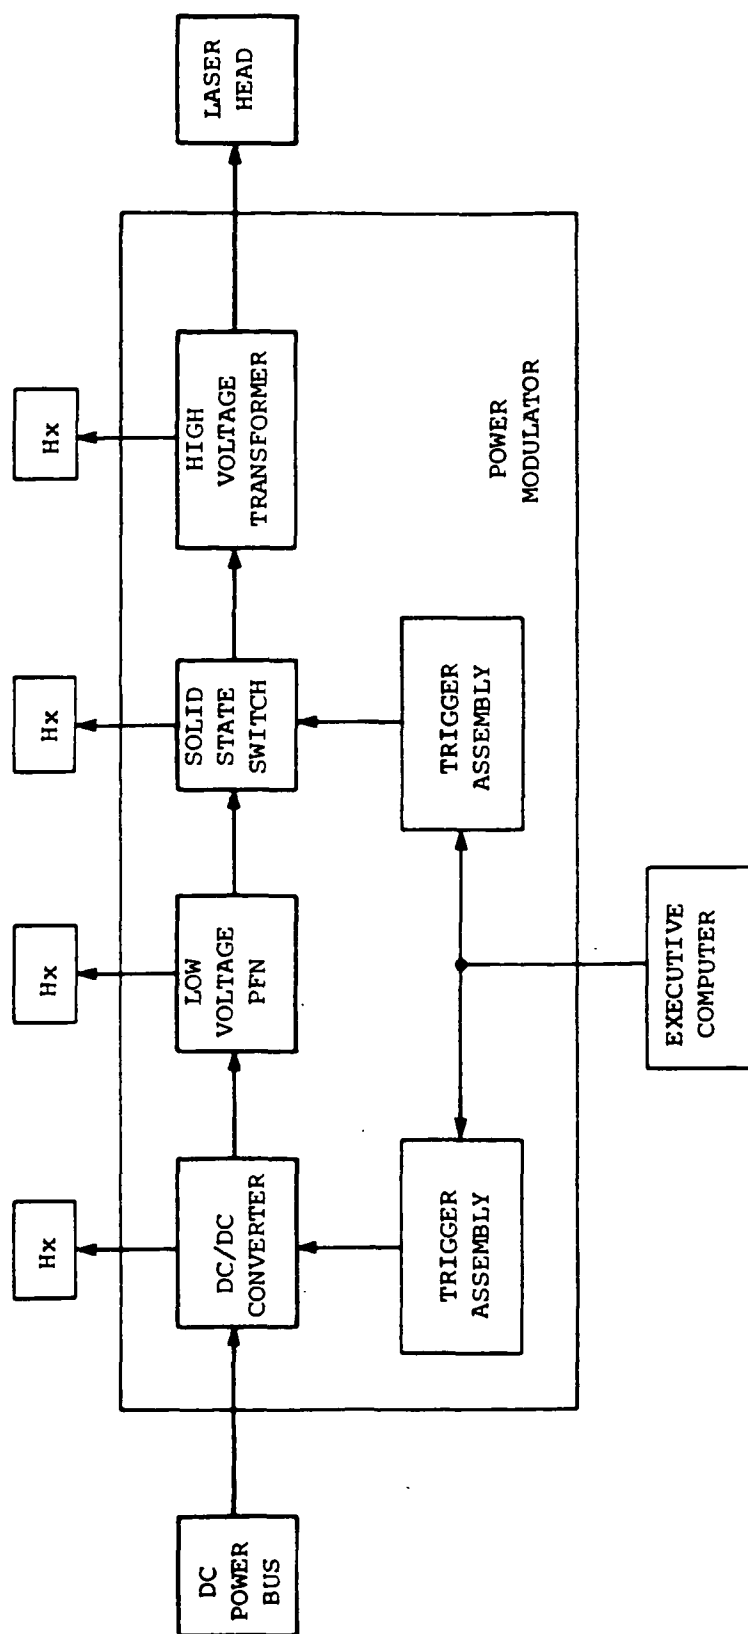 Hx
Hx
Hx
Hx
DC
POWER
BUS
DC/DC
CONVERTER
LOW
VOLTAGE
PFN
SOLID
STATE
SWITCH
HIGH
VOLTAGE
TRANSFORMER
LASER
HEAD
TRIGGER
ASSEMBLY
TRIGGER
ASSEMBLY
POWER
MODULATOR
EXECUTIVE
COMPUTER